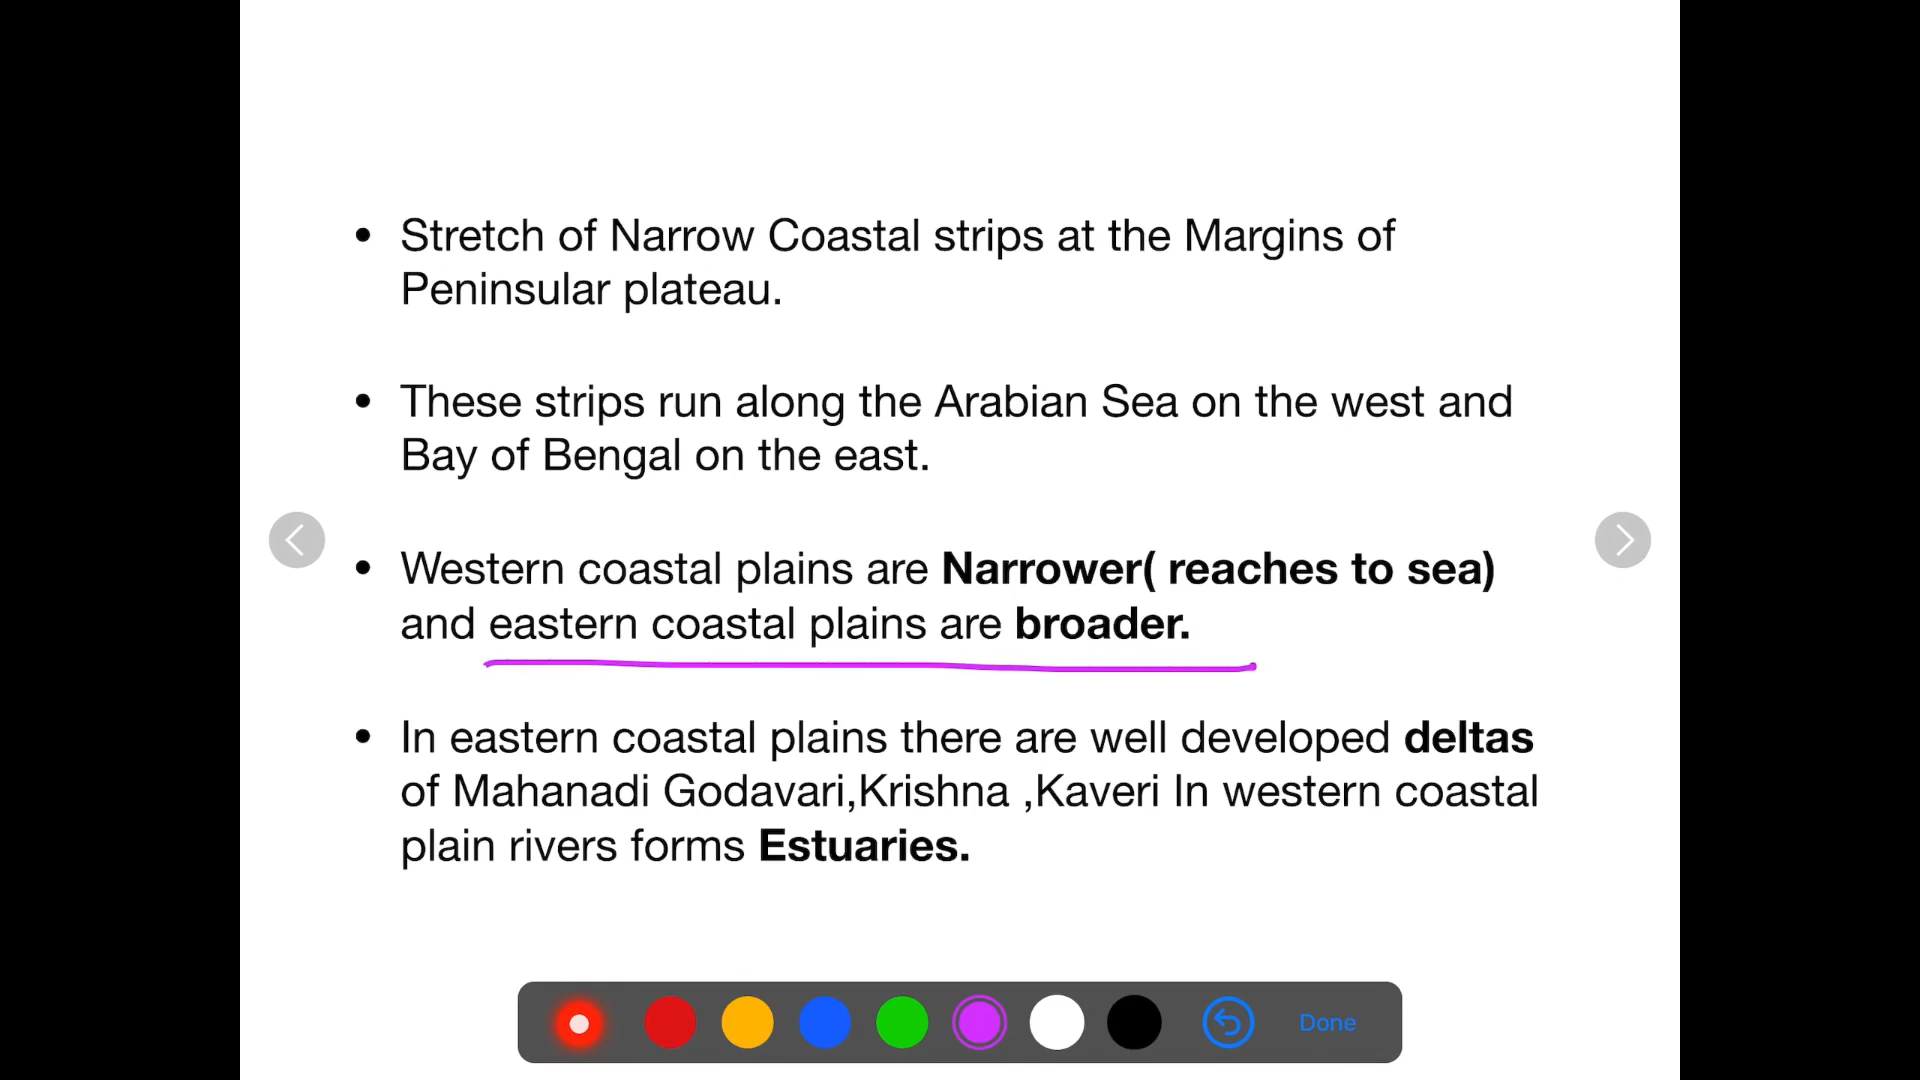 • Stretch of Narrow Coastal strips at the Margins of
Peninsular plateau.
• These strips run along the Arabian Sea on the west and
Bay of Bengal on the east.
• Western coastal plains are Narrower( reaches to sea)
and eastern coastal plains are broader.
• In eastern coastal plains there are well developed deltas
of Mahanadi Godavari,Krishna ,Kaveri In western coastal
plain rivers forms Estuaries.
Done